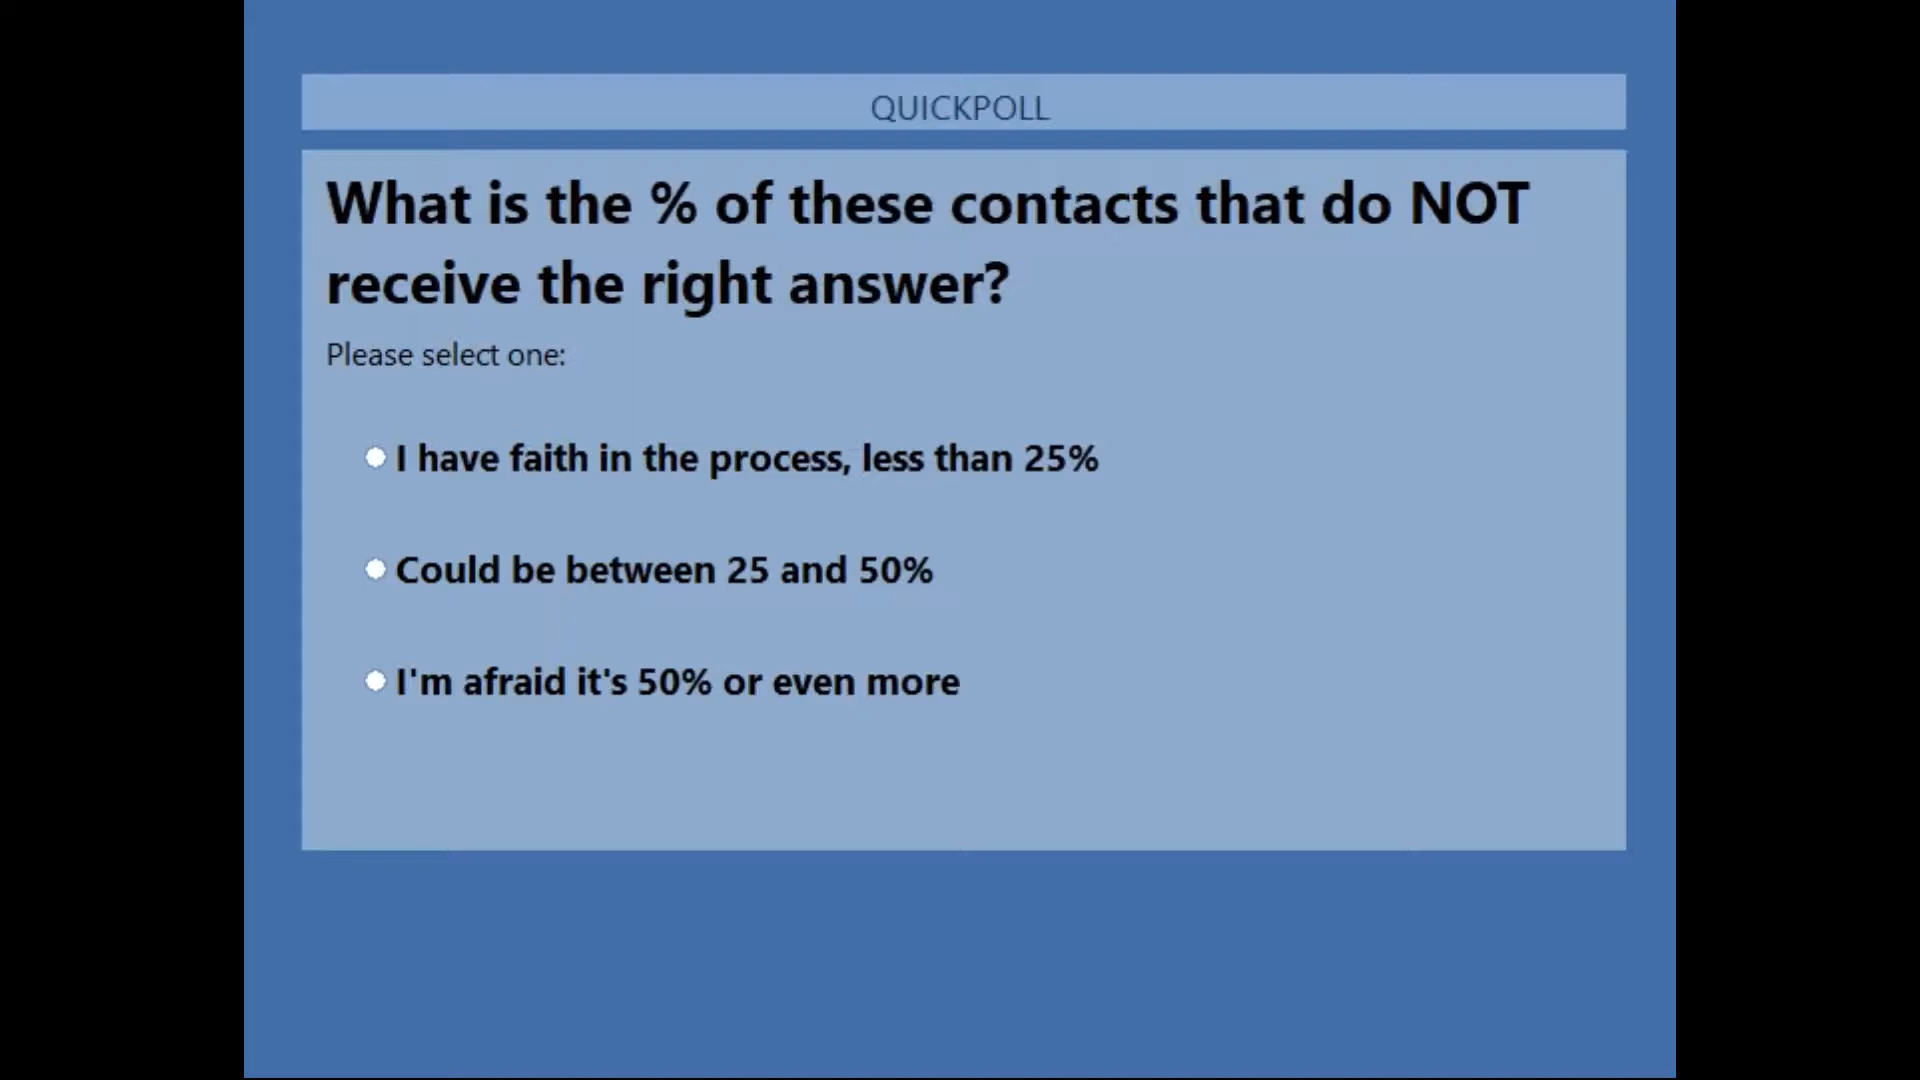 QUICKPOLL
What is the % of these contacts that do NOT
receive the right answer?
Please select one:
I have faith in the process, less than 25%
Could be between 25 and 50%
I'm afraid it's 50% or even more